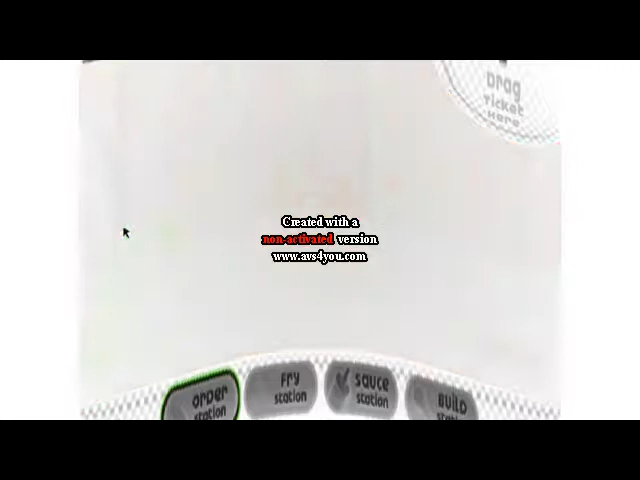 Drag
Ticket
Here
Created with a
non-activated version
www.avs4you.com
Order
station
Fry
station
Sauce
station
Build